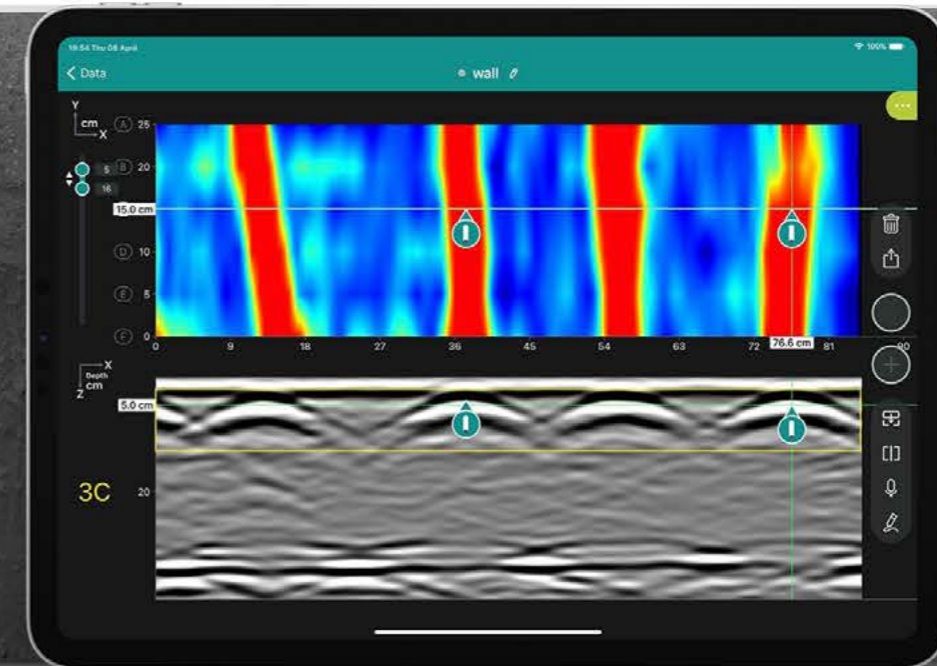 19:54 Thu 08 April
100%
< Data
wall
Y
cm
X
A 25
B 20
5
16
15.0 cm
D 10
E 5
F 0
0 9 18 27 36 45 54 63 72 76.6 cm 81 90
X
Depth
cm
Z
5.0 cm
3C
20